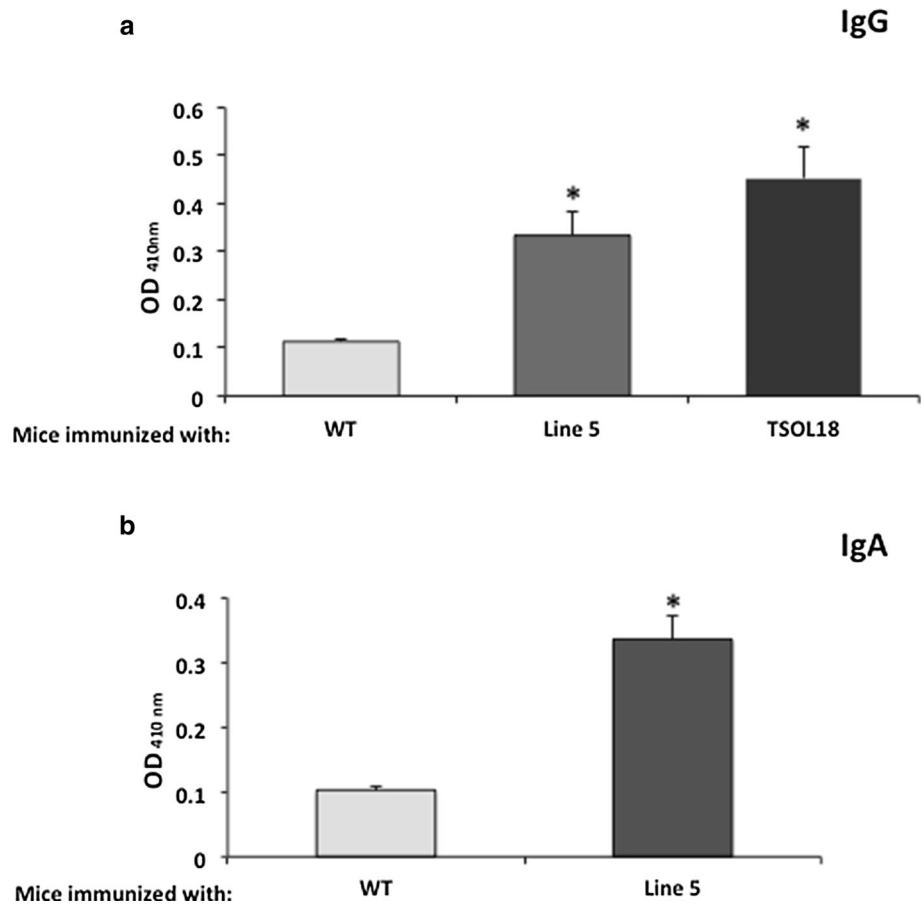 a
IgG
0.6
*
0.5
*
0.4
0.3
OD 410nm
0.2
0.1
0
Mice immunized with: WT Line 5 TSOL18
b
IgA
0.4
*
0.3
0.2
OD 410 nm
0.1
0
Mice immunized with: WT Line 5